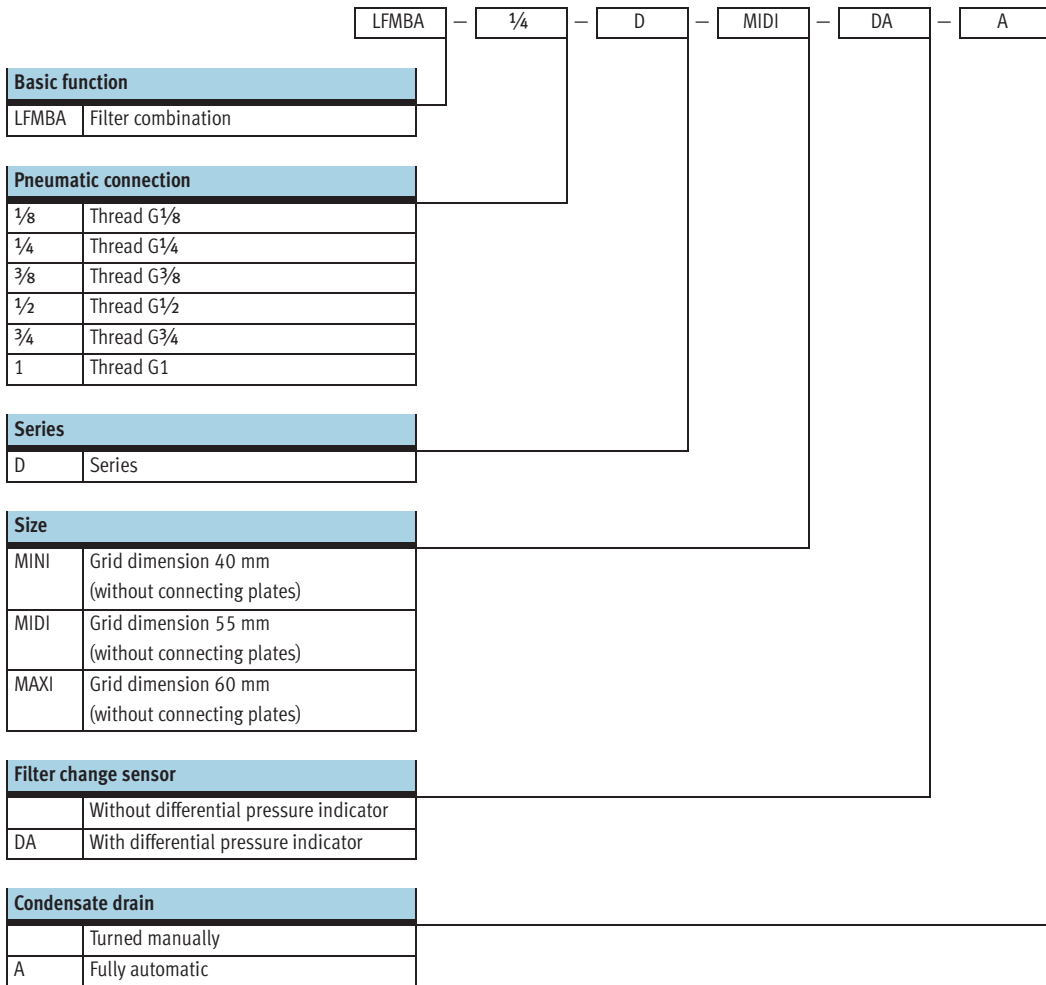 LFMBA – ¼ – D – MIDI – DA – A
Basic function
LFMBA Filter combination
Pneumatic connection
⅛ Thread G⅛
¼ Thread G¼
⅜ Thread G⅜
½ Thread G½
¾ Thread G¾
1 Thread G1
Series
D Series
Size
MINI Grid dimension 40 mm
(without connecting plates)
MIDI Grid dimension 55 mm
(without connecting plates)
MAXI Grid dimension 60 mm
(without connecting plates)
Filter change sensor
Without differential pressure indicator
DA With differential pressure indicator
Condensate drain
Turned manually
A Fully automatic